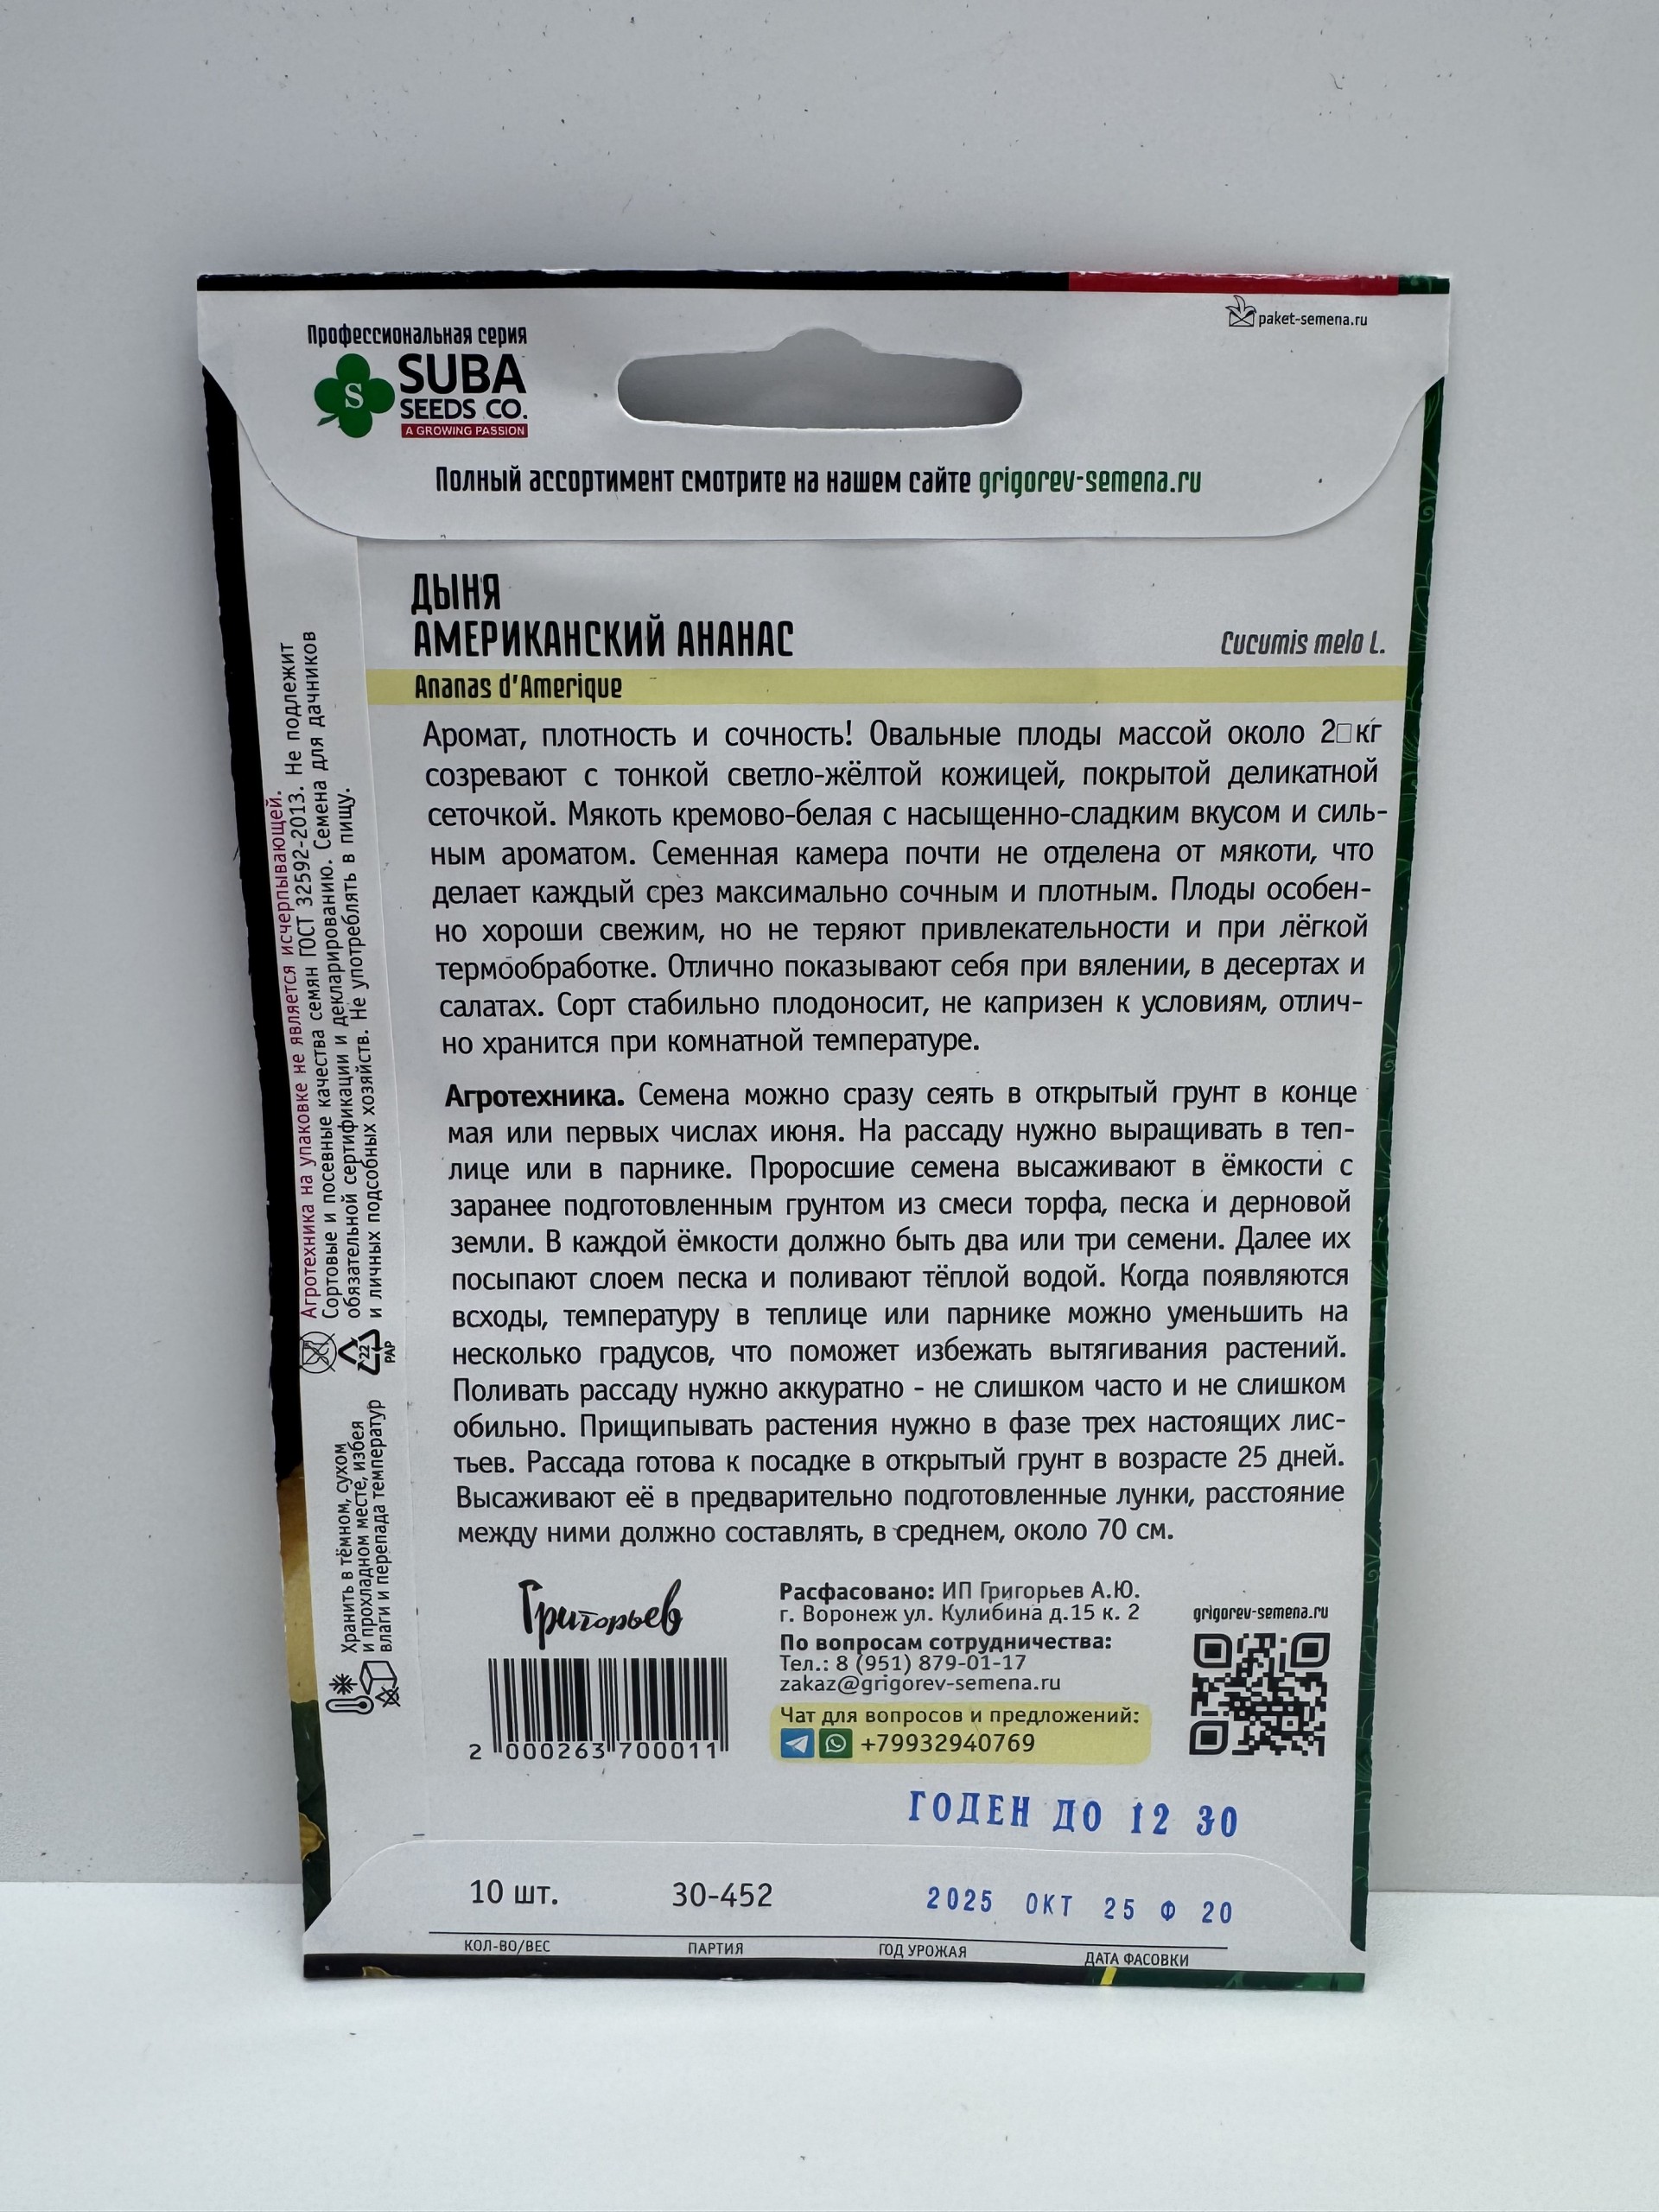 paket-semena.ru
Профессиональная серия
S
SUBA
SEEDS CO.
A GROWING PASSION
Полный ассортимент смотрите на нашем сайте grigorev-semena.ru
ДЫНЯ
АМЕРИКАНСКИЙ АНАНАС
Cucumis melo L.
Ananas d'Amerique
Аромат, плотность и сочность! Овальные плоды массой около 2□кг
созревают с тонкой светло-жёлтой кожицей, покрытой деликатной
сеточкой. Мякоть кремово-белая с насыщенно-сладким вкусом и силь-
ным ароматом. Семенная камера почти не отделена от мякоти, что
делает каждый срез максимально сочным и плотным. Плоды особен-
но хороши свежим, но не теряют привлекательности и при лёгкой
термообработке. Отлично показывают себя при вялении, в десертах и
салатах. Сорт стабильно плодоносит, не капризен к условиям, отлич-
но хранится при комнатной температуре.
Агротехника. Семена можно сразу сеять в открытый грунт в конце
мая или первых числах июня. На рассаду нужно выращивать в теп-
лице или в парнике. Проросшие семена высаживают в ёмкости с
заранее подготовленным грунтом из смеси торфа, песка и дерновой
земли. В каждой ёмкости должно быть два или три семени. Далее их
посыпают слоем песка и поливают тёплой водой. Когда появляются
всходы, температуру в теплице или парнике можно уменьшить на
несколько градусов, что поможет избежать вытягивания растений.
Поливать рассаду нужно аккуратно - не слишком часто и не слишком
обильно. Прищипывать растения нужно в фазе трех настоящих лис-
тьев. Рассада готова к посадке в открытый грунт в возрасте 25 дней.
Высаживают её в предварительно подготовленные лунки, расстояние
между ними должно составлять, в среднем, около 70 см.
Агротехника на упаковке не является исчерпывающей.
Сортовые и посевные качества семян ГОСТ 32592-2013. Не подлежит
обязательной сертификации и декларированию. Семена для дачников
и личных подсобных хозяйств. Не употреблять в пищу.
22
PAP
Хранить в тёмном, сухом
и прохладном месте, избегая
влаги и перепада температур
Григорьев
2 000263 700011
Расфасовано: ИП Григорьев А.Ю.
г. Воронеж ул. Кулибина д.15 к. 2
По вопросам сотрудничества:
Тел.: 8 (951) 879-01-17
zakaz@grigorev-semena.ru
Чат для вопросов и предложений:
+79932940769
grigorev-semena.ru
ГОДЕН ДО 12 30
10 шт.
30-452
2025 ОКТ 25 Ф 20
КОЛ-ВО/ВЕС
ПАРТИЯ
ГОД УРОЖАЯ
ДАТА ФАСОВКИ